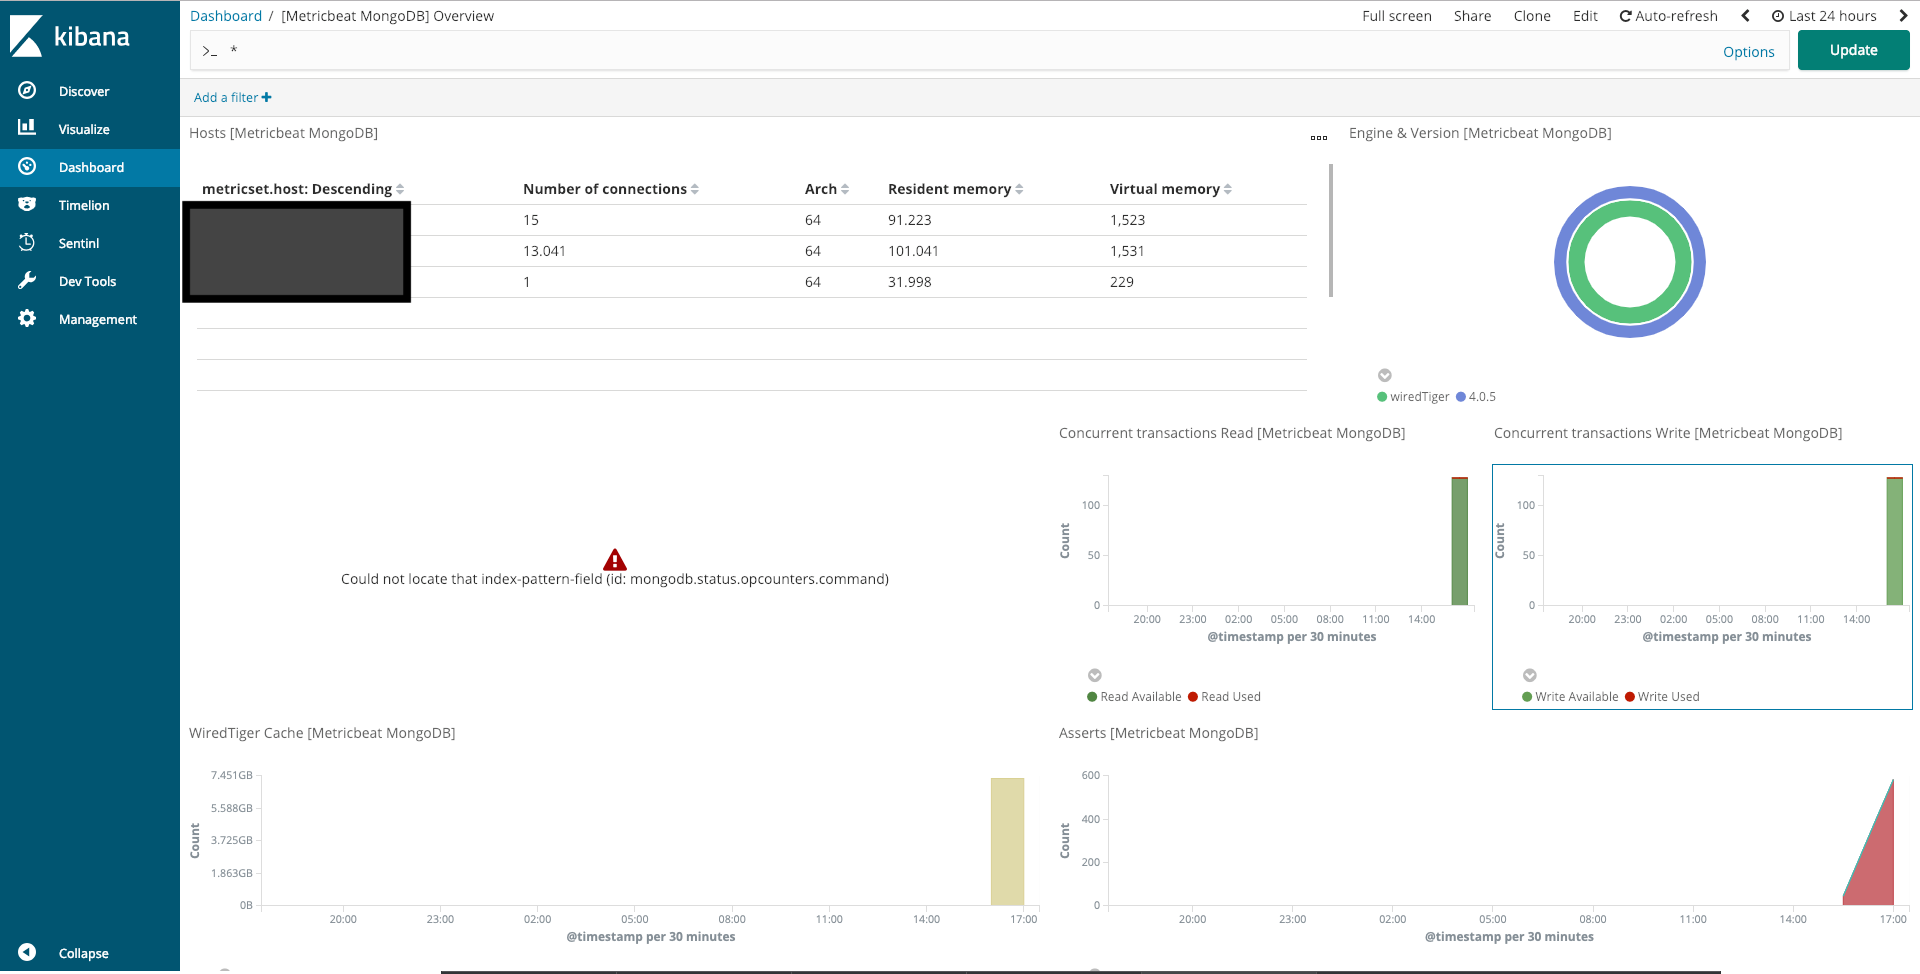 kibana
Discover
Visualize
Dashboard
Timelion
Sentinl
Dev Tools
Management
Collapse
Dashboard / [Metricbeat MongoDB] Overview
Full screen Share Clone Edit Auto-refresh Last 24 hours
>_ *
Options
Update
Add a filter +
Hosts [Metricbeat MongoDB]
metricset.host: Descending Number of connections Arch Resident memory Virtual memory
15 64 91.223 1,523
13.041 64 101.041 1,531
1 64 31.998 229
Engine & Version [Metricbeat MongoDB]
wiredTiger 4.0.5
Could not locate that index-pattern-field (id: mongodb.status.opcounters.command)
Concurrent transactions Read [Metricbeat MongoDB]
Count
100
50
0
20:00 23:00 02:00 05:00 08:00 11:00 14:00
@timestamp per 30 minutes
Read Available Read Used
Concurrent transactions Write [Metricbeat MongoDB]
Count
100
50
0
20:00 23:00 02:00 05:00 08:00 11:00 14:00
@timestamp per 30 minutes
Write Available Write Used
WiredTiger Cache [Metricbeat MongoDB]
Count
7.451GB
5.588GB
3.725GB
1.863GB
0B
20:00 23:00 02:00 05:00 08:00 11:00 14:00 17:00
@timestamp per 30 minutes
Asserts [Metricbeat MongoDB]
Count
600
400
200
0
20:00 23:00 02:00 05:00 08:00 11:00 14:00 17:00
@timestamp per 30 minutes